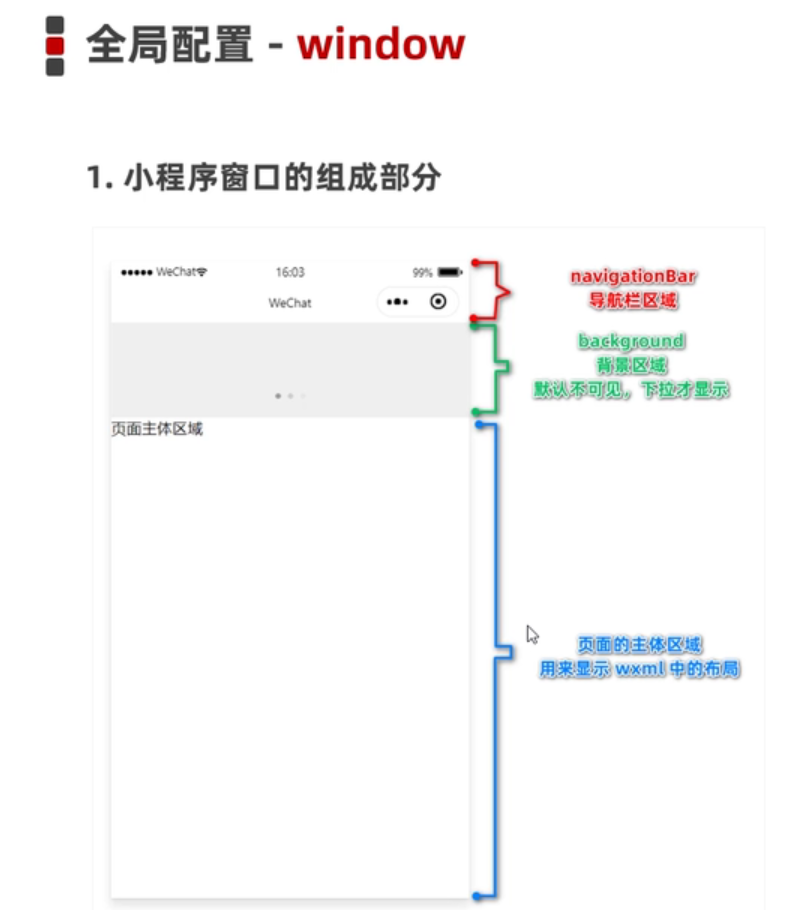 全局配置 - window
1. 小程序窗口的组成部分
WeChat
16:03
99%
WeChat
navigationBar
导航栏区域
background
背景区域
默认不可见，下拉才显示
页面主体区域
页面的主体区域
用来显示 wxml 中的布局